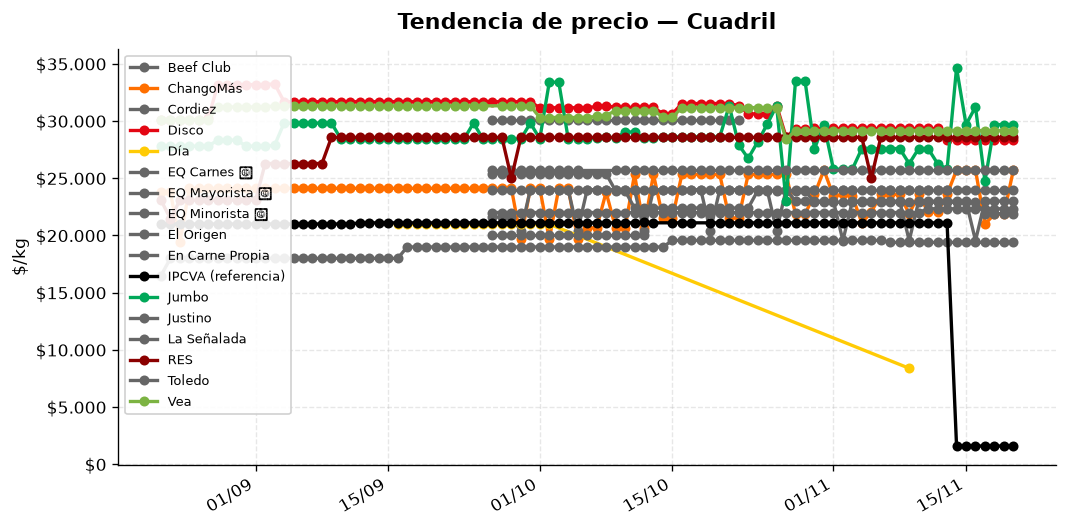 Tendencia de precio — Cuadril
$/kg
$35.000
$30.000
$25.000
$20.000
$15.000
$10.000
$5.000
$0
Beef Club
ChangoMás
Cordiez
Disco
Día
EQ Carnes
EQ Mayorista
EQ Minorista
El Origen
En Carne Propia
IPCVA (referencia)
Jumbo
Justino
La Señalada
RES
Toledo
Vea
01/09
15/09
01/10
15/10
01/11
15/11